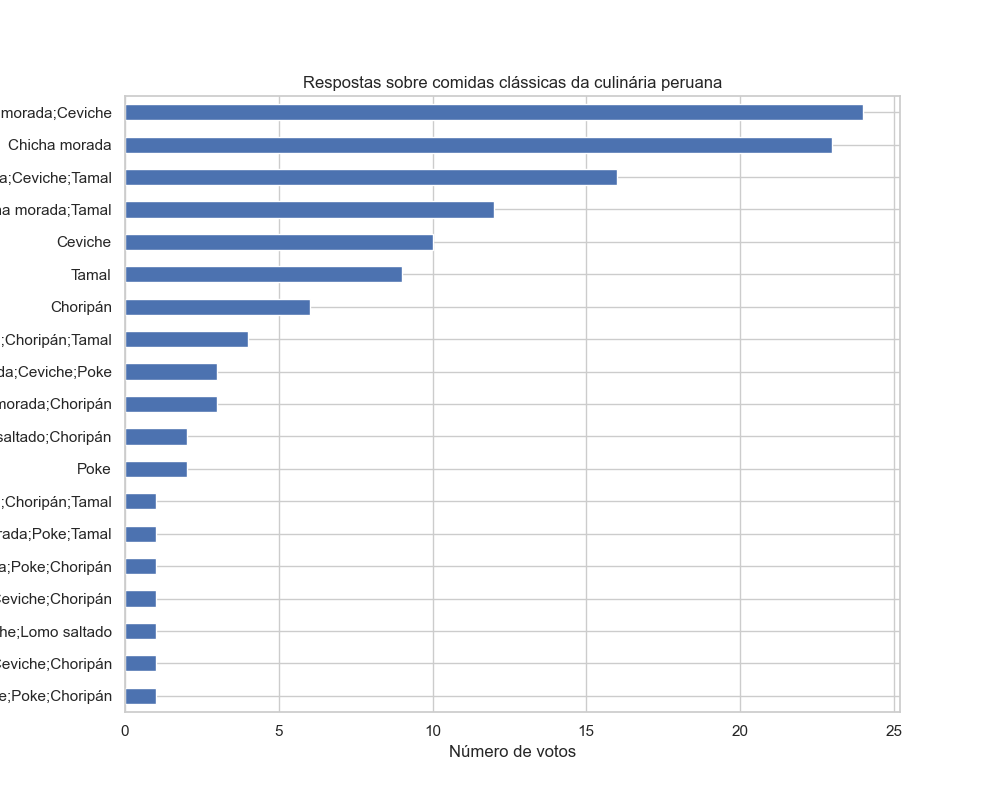 Respostas sobre comidas clássicas da culinária peruana
morada;Ceviche
Chicha morada
a;Ceviche;Tamal
a morada;Tamal
Ceviche
Tamal
Choripán
;Choripán;Tamal
da;Ceviche;Poke
morada;Choripán
saltado;Choripán
Poke
;Choripán;Tamal
rada;Poke;Tamal
a;Poke;Choripán
Ceviche;Choripán
he;Lomo saltado
Ceviche;Choripán
e;Poke;Choripán
0 5 10 15 20 25
Número de votos